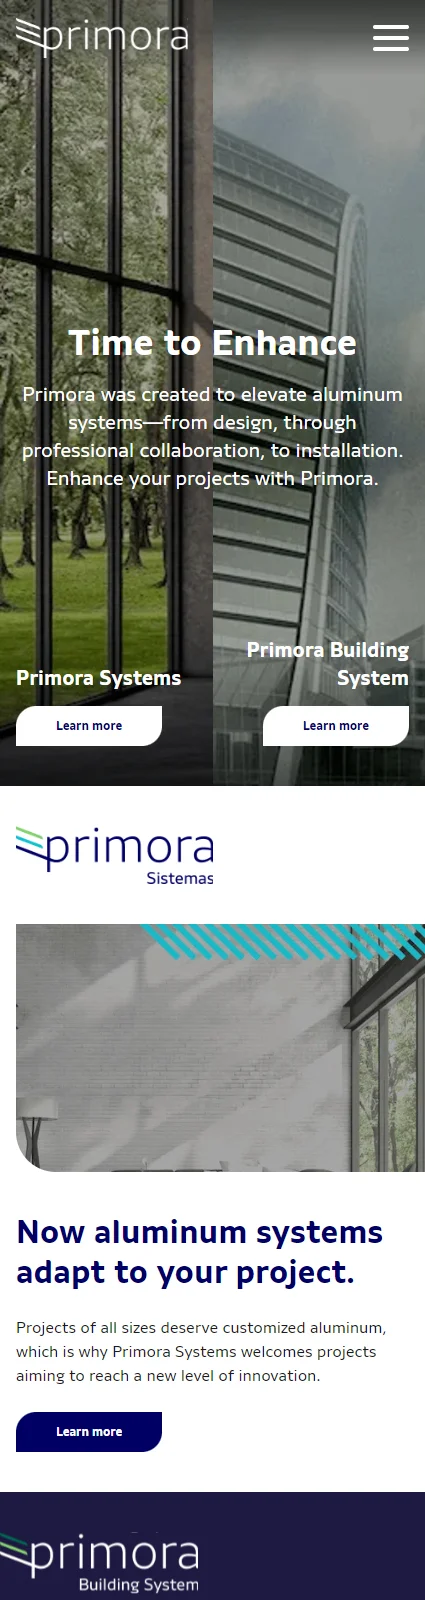 primora
Time to Enhance
Primora was created to elevate aluminum
systems—from design, through
professional collaboration, to installation.
Enhance your projects with Primora.
Primora Systems
Learn more
Primora Building
System
Learn more
primora
Sistemas
Now aluminum systems
adapt to your project.
Projects of all sizes deserve customized aluminum,
which is why Primora Systems welcomes projects
aiming to reach a new level of innovation.
Learn more
primora
Building System